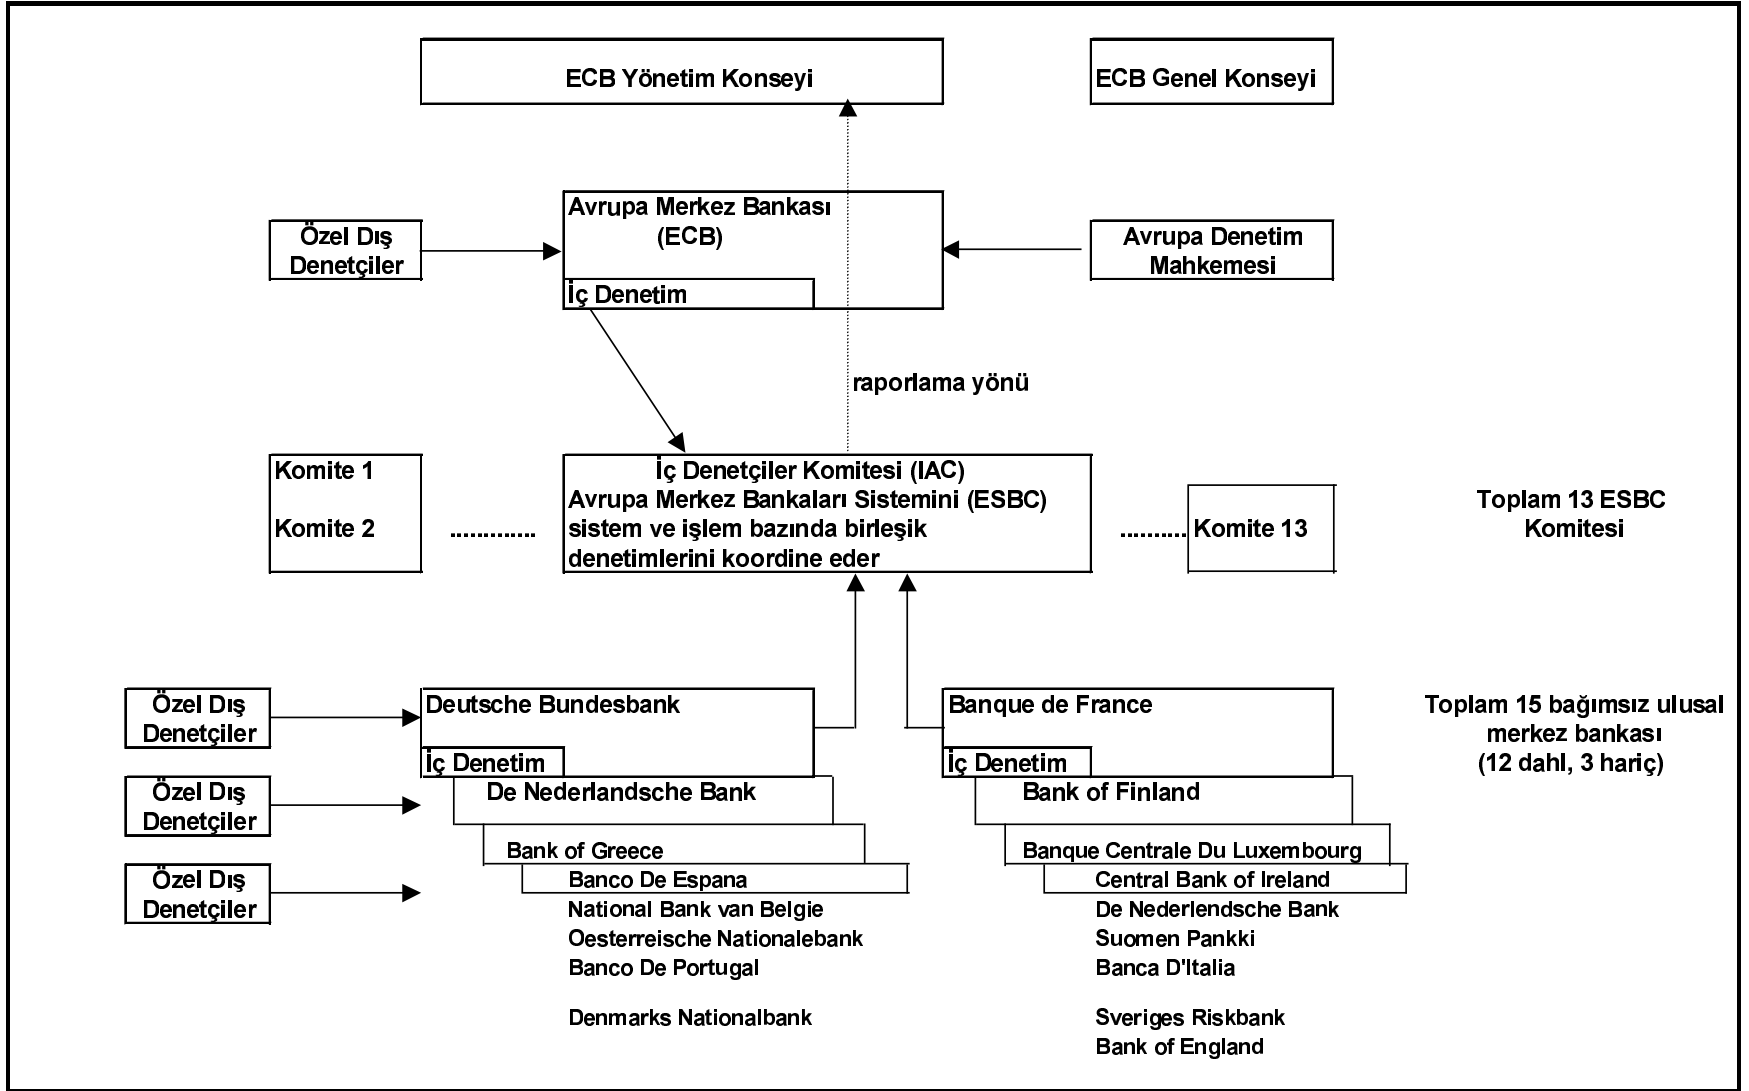 ECB Yönetim Konseyi
ECB Genel Konseyi
Özel Dış
Denetçiler
Avrupa Merkez Bankası
(ECB)
İç Denetim
Avrupa Denetim
Mahkemesi
raporlama yönü
Komite 1
Komite 2
.............
İç Denetçiler Komitesi (IAC)
Avrupa Merkez Bankaları Sistemini (ESBC)
sistem ve işlem bazında birleşik
denetimlerini koordine eder
..........
Komite 13
Toplam 13 ESBC
Komitesi
Özel Dış
Denetçiler
Özel Dış
Denetçiler
Özel Dış
Denetçiler
Deutsche Bundesbank
İç Denetim
De Nederlandsche Bank
Bank of Greece
Banco De Espana
National Bank van Belgie
Oesterreische Nationalebank
Banco De Portugal
Denmarks Nationalbank
Banque de France
İç Denetim
Bank of Finland
Banque Centrale Du Luxembourg
Central Bank of Ireland
De Nederlendsche Bank
Suomen Pankki
Banca D'Italia
Sveriges Riskbank
Bank of England
Toplam 15 bağımsız ulusal
merkez bankası
(12 dahl, 3 hariç)